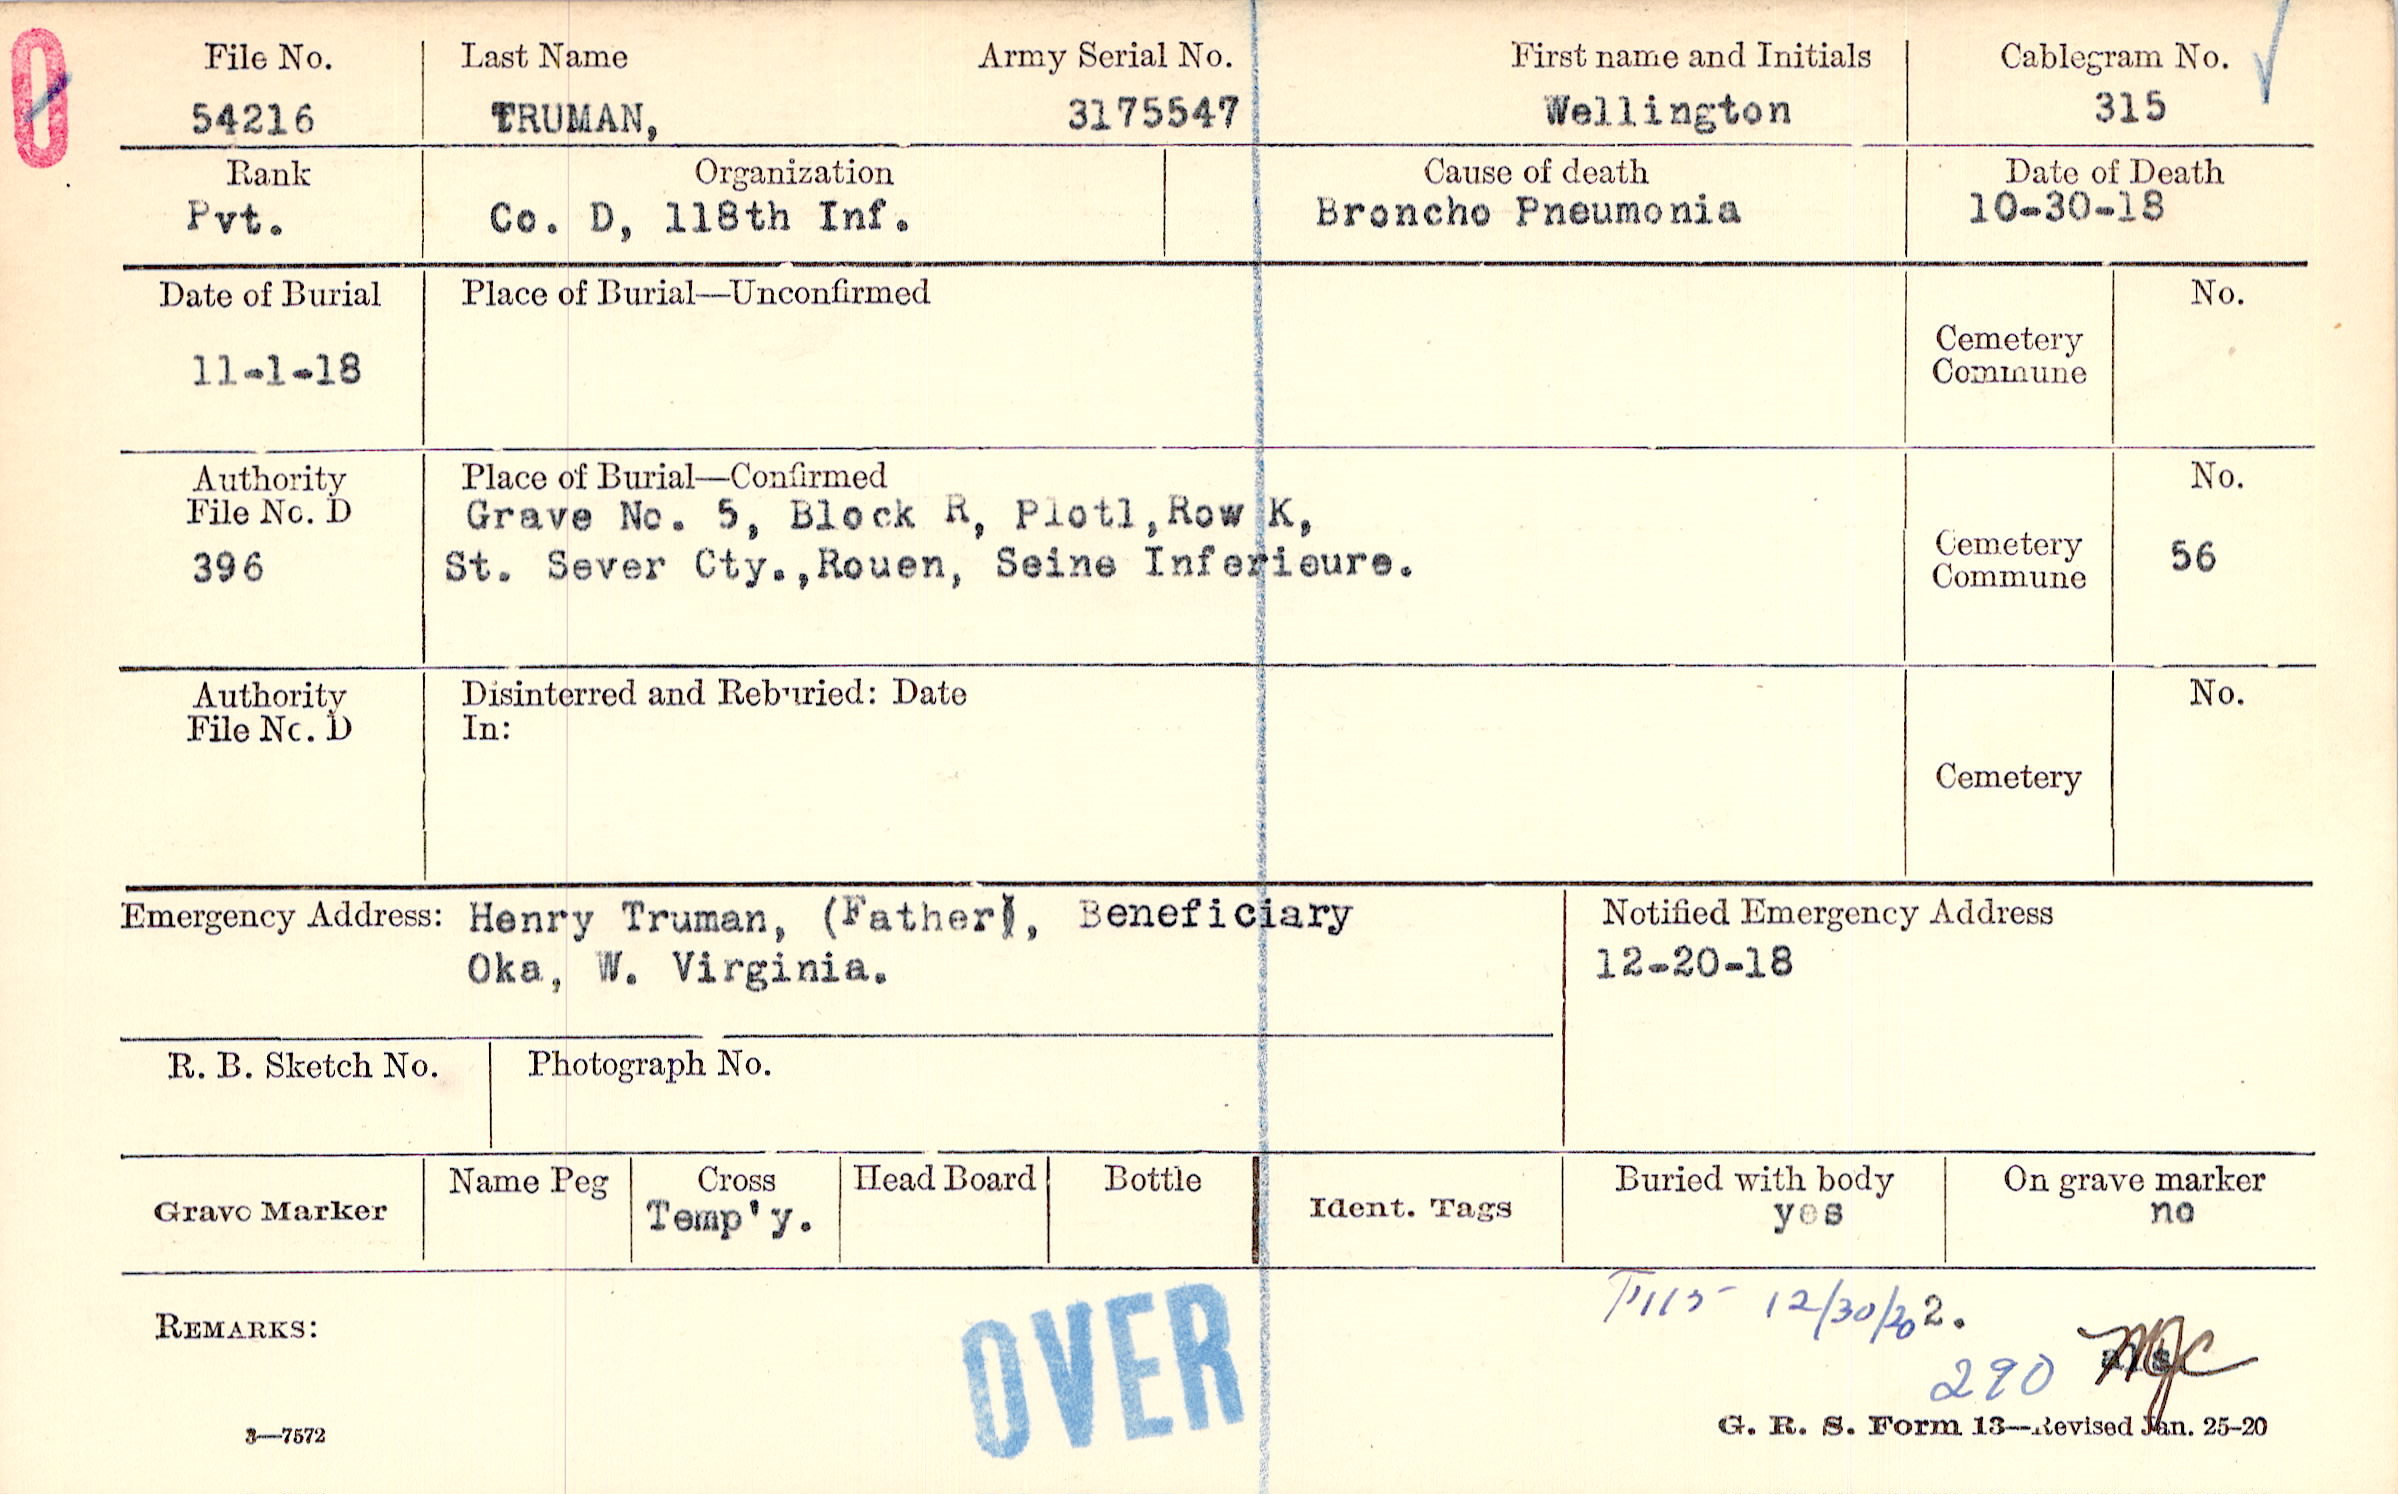 File No. Last Name Army Serial No. First name and Initials Cablegram No.
54216 TRUMAN, 3175547 Wellington 315
Rank Organization Cause of death Date of Death
Pvt. Co. D, 118th Inf. Broncho Pneumonia 10-30-18
Date of Burial Place of Burial—Unconfirmed No.
11-1-18 Cemetery
Commune
Authority Place of Burial—Confirmed No.
File No. D Grave No. 5, Block R, Plot1,Row K,
396 St. Sever Cty.,Rouen, Seine Inferieure. Cemetery 56
Commune
Authority Disinterred and Reburied: Date No.
File No. D In:
Cemetery
Emergency Address: Henry Truman, (Father), Beneficiary Notified Emergency Address
Oka, W. Virginia. 12-20-18
R. B. Sketch No. Photograph No.
Grave Marker Name Peg Cross Head Board Bottle Ident. Tags Buried with body On grave marker
Temp'y. yes no
12/30/20 2.
REMARKS: OVER
290 MJC
3—7572 G. R. S. Form 13—Revised Jan. 25-20